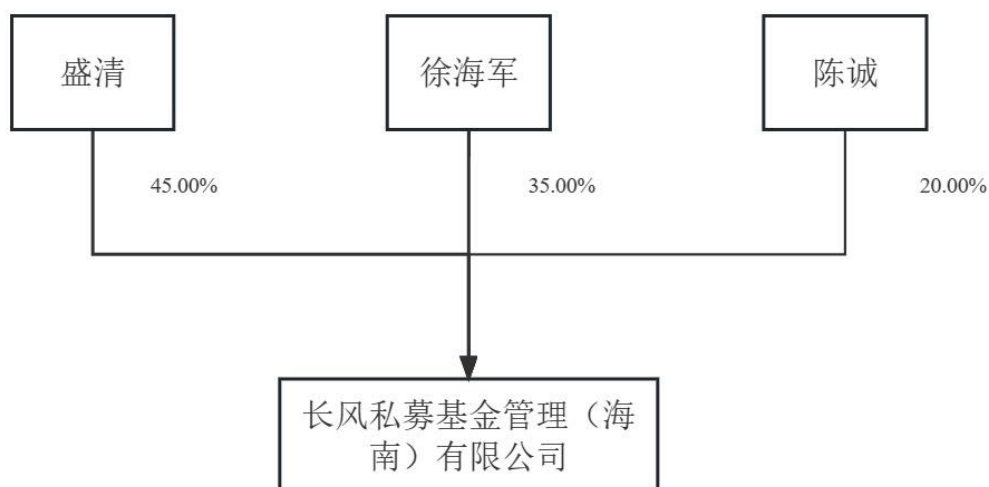 盛清
徐海军
陈诚
45.00%
35.00%
20.00%
长风私募基金管理（海
南）有限公司